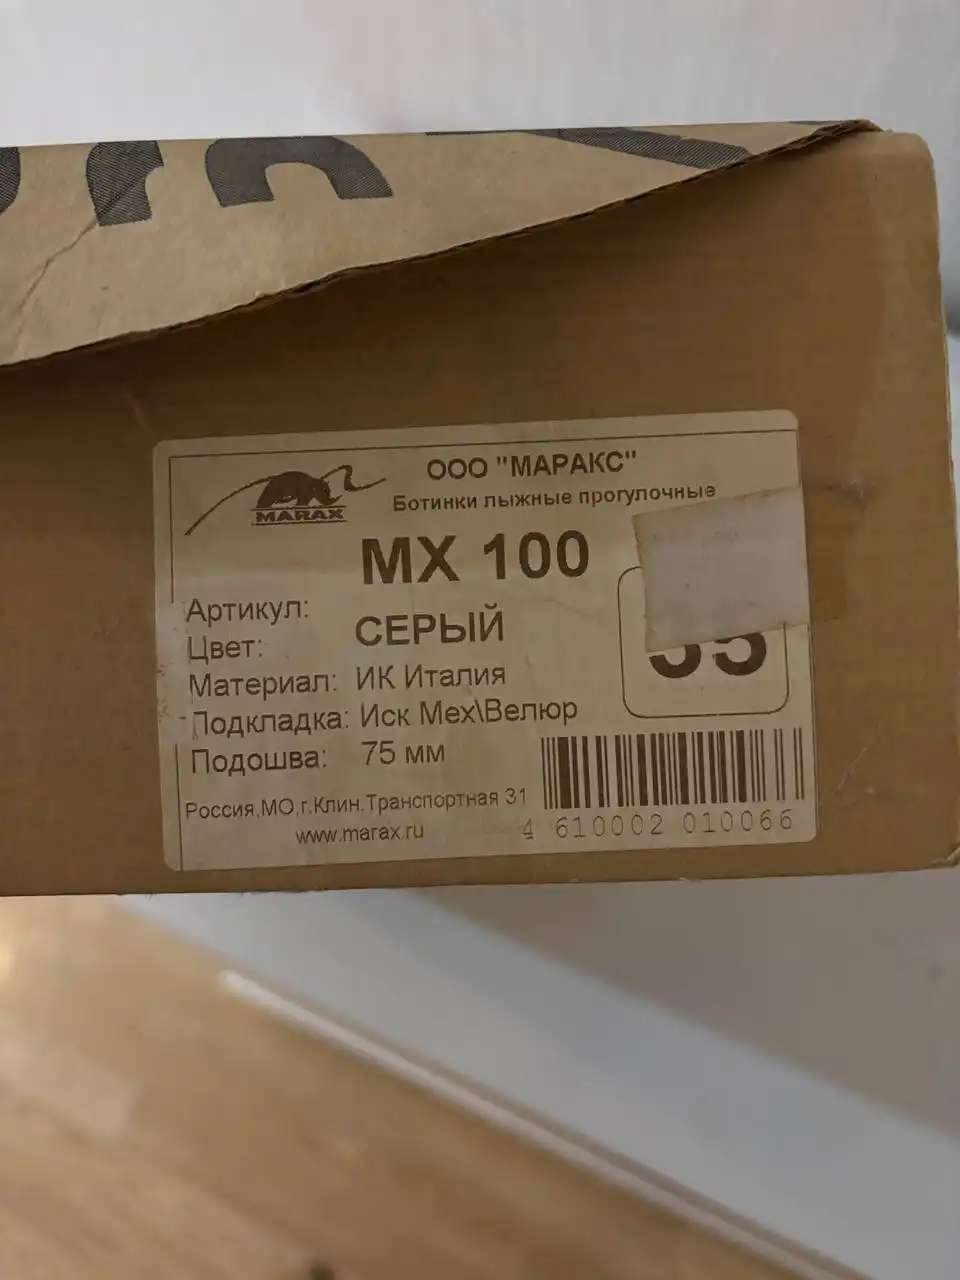 ООО "МАРАКС"
MARAX
Ботинки лыжные прогулочные
МХ 100
Артикул:
Цвет: СЕРЫЙ
Материал: ИК Италия
Подкладка: Иск Мех\Велюр
Подошва: 75 мм
Россия,МО,г.Клин,Транспортная 31
www.marax.ru
4 610002 010066